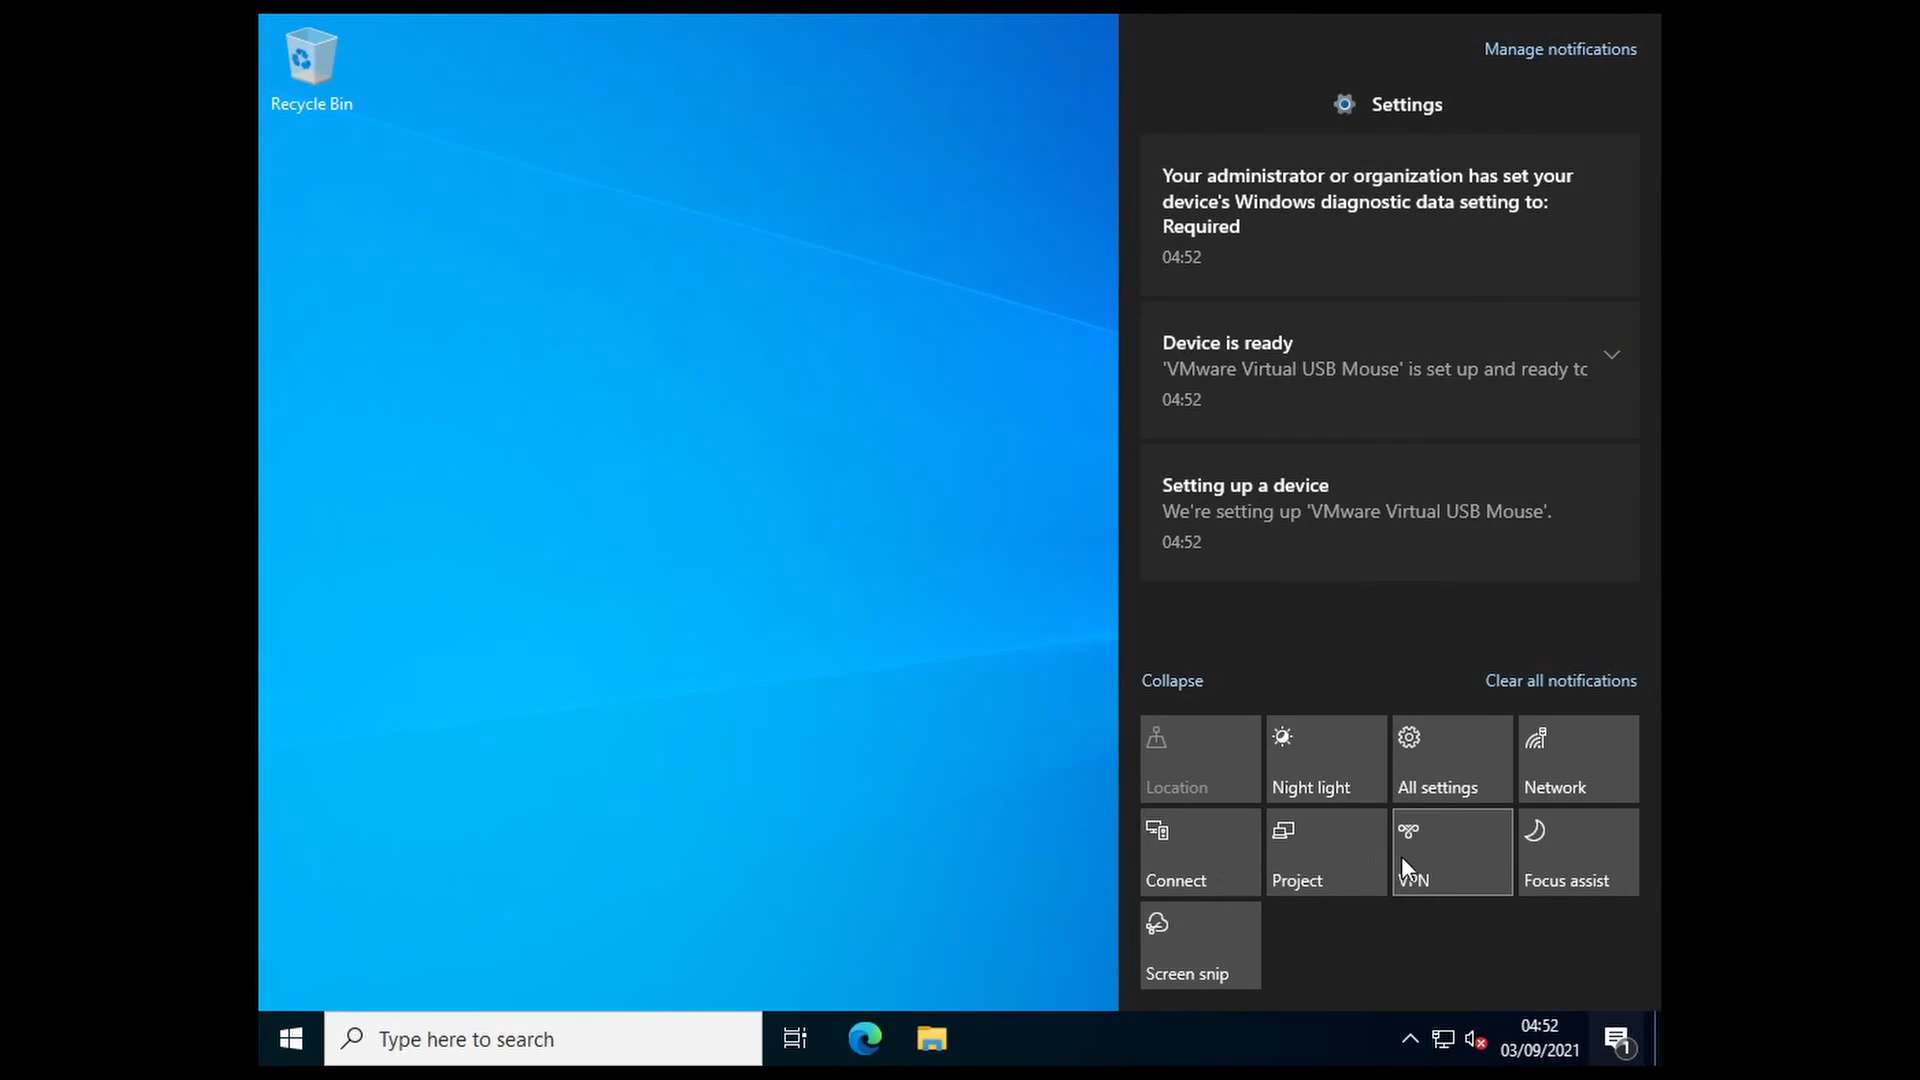 Recycle Bin
Manage notifications
Settings
Your administrator or organization has set your
device's Windows diagnostic data setting to:
Required
04:52
Device is ready
'VMware Virtual USB Mouse' is set up and ready to
04:52
Setting up a device
We're setting up 'VMware Virtual USB Mouse'.
04:52
Collapse
Clear all notifications
Location
Night light
All settings
Network
Connect
Project
VPN
Focus assist
Screen snip
Type here to search
04:52
03/09/2021
1